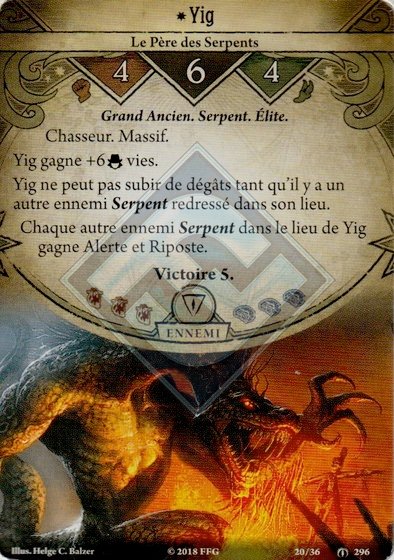 Yig
Le Père des Serpents
4 6 4
Grand Ancien. Serpent. Élite.
Chasseur. Massif.
Yig gagne +6 vies.
Yig ne peut pas subir de dégâts tant qu'il y a un
autre ennemi Serpent redressé dans son lieu.
Chaque autre ennemi Serpent dans le lieu de Yig
gagne Alerte et Riposte.
Victoire 5.
ENNEMI
Illus. Helge C. Balzer
© 2018 FFG
20/36
296